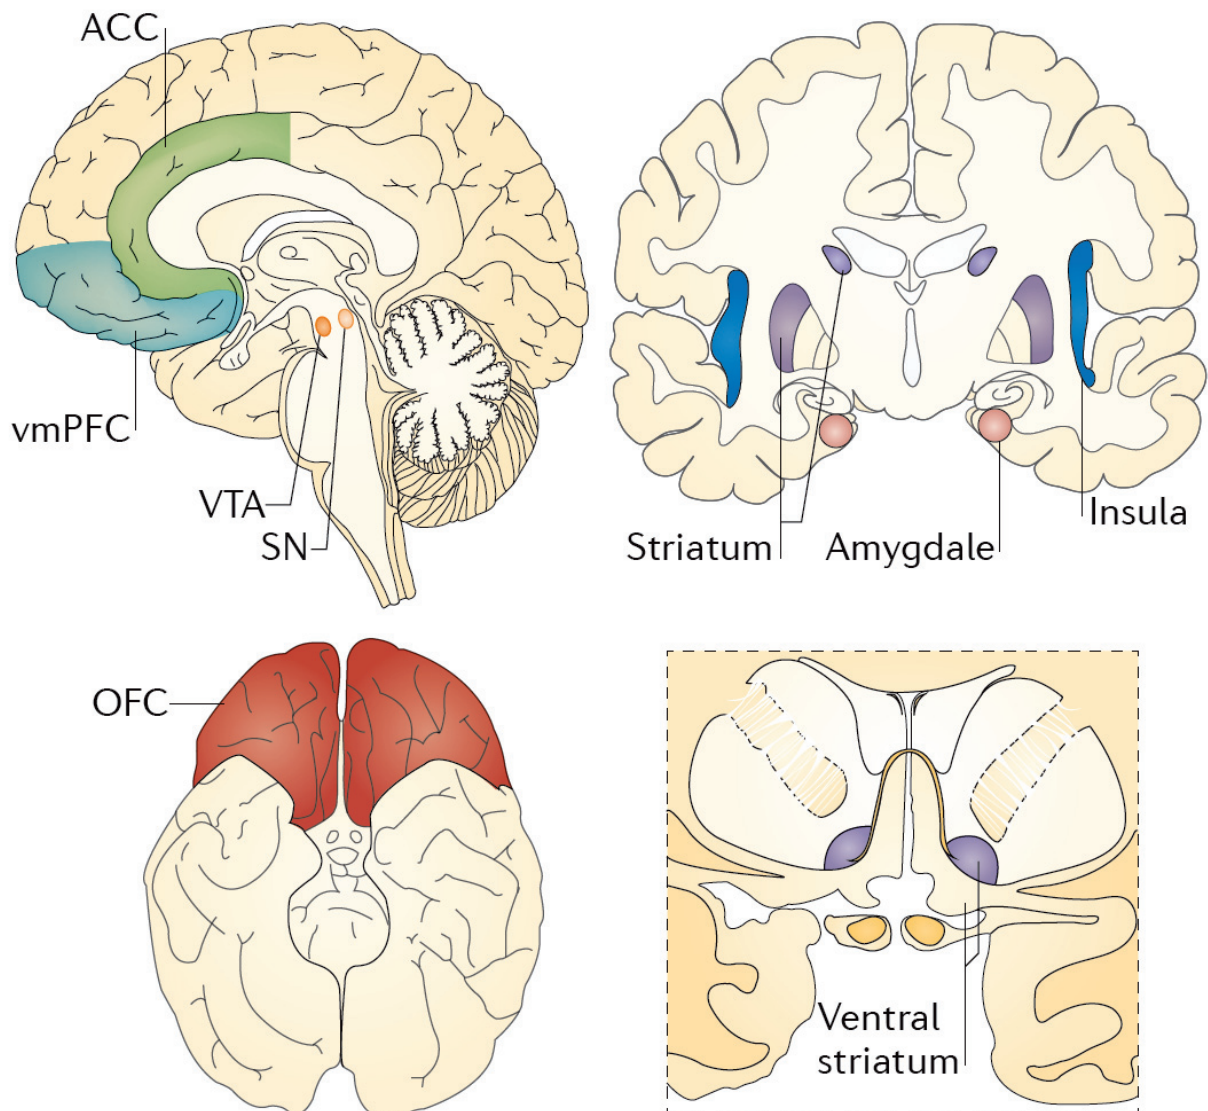 ACC
vmPFC
VTA
SN
Striatum
Amygdale
Insula
OFC
Ventral
striatum